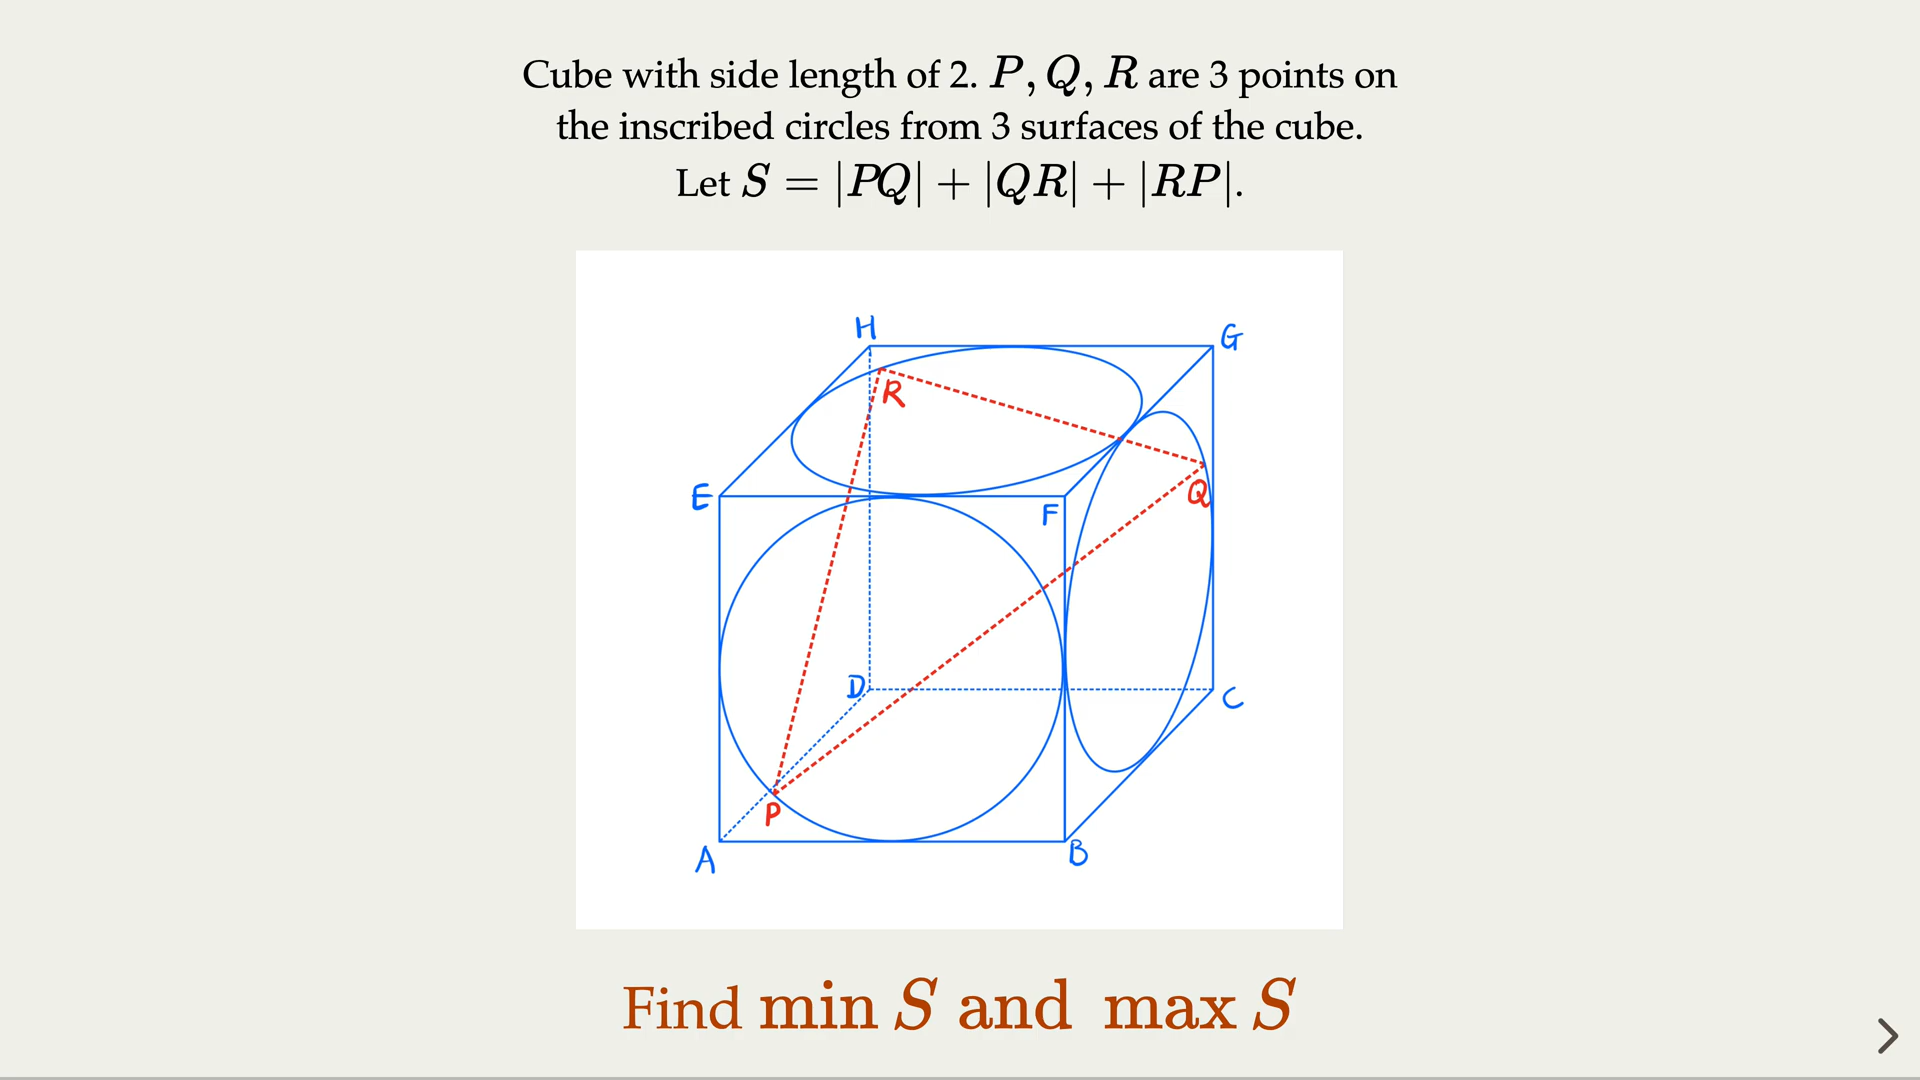 Cube with side length of 2. P, Q, R are 3 points on
the inscribed circles from 3 surfaces of the cube.
Let S = |PQ| + |QR| + |RP|.
H
G
R
E
F
Q
D
C
P
A
B
Find min S and max S